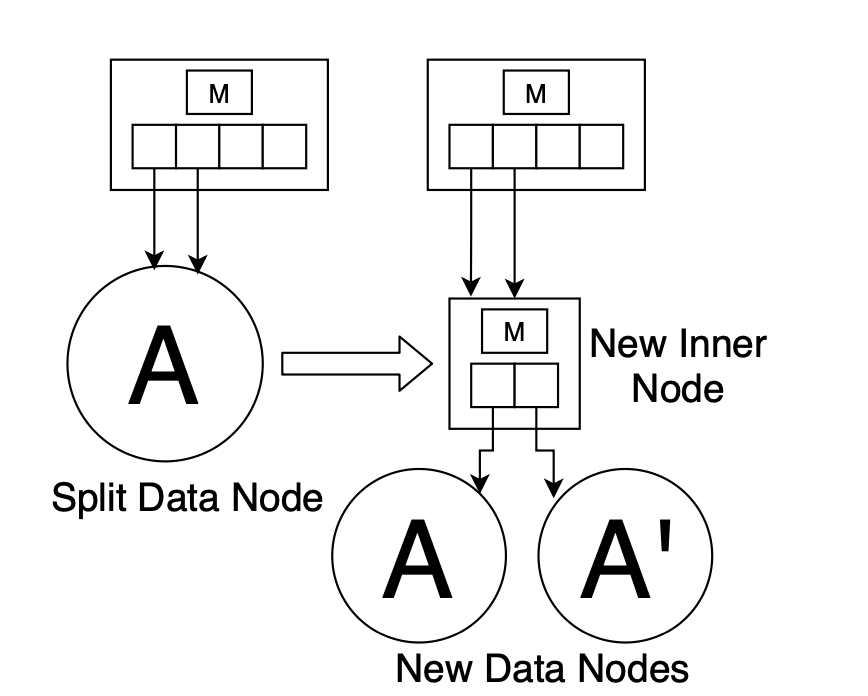 M
M
A
M
New Inner
Node
Split Data Node
A
A'
New Data Nodes